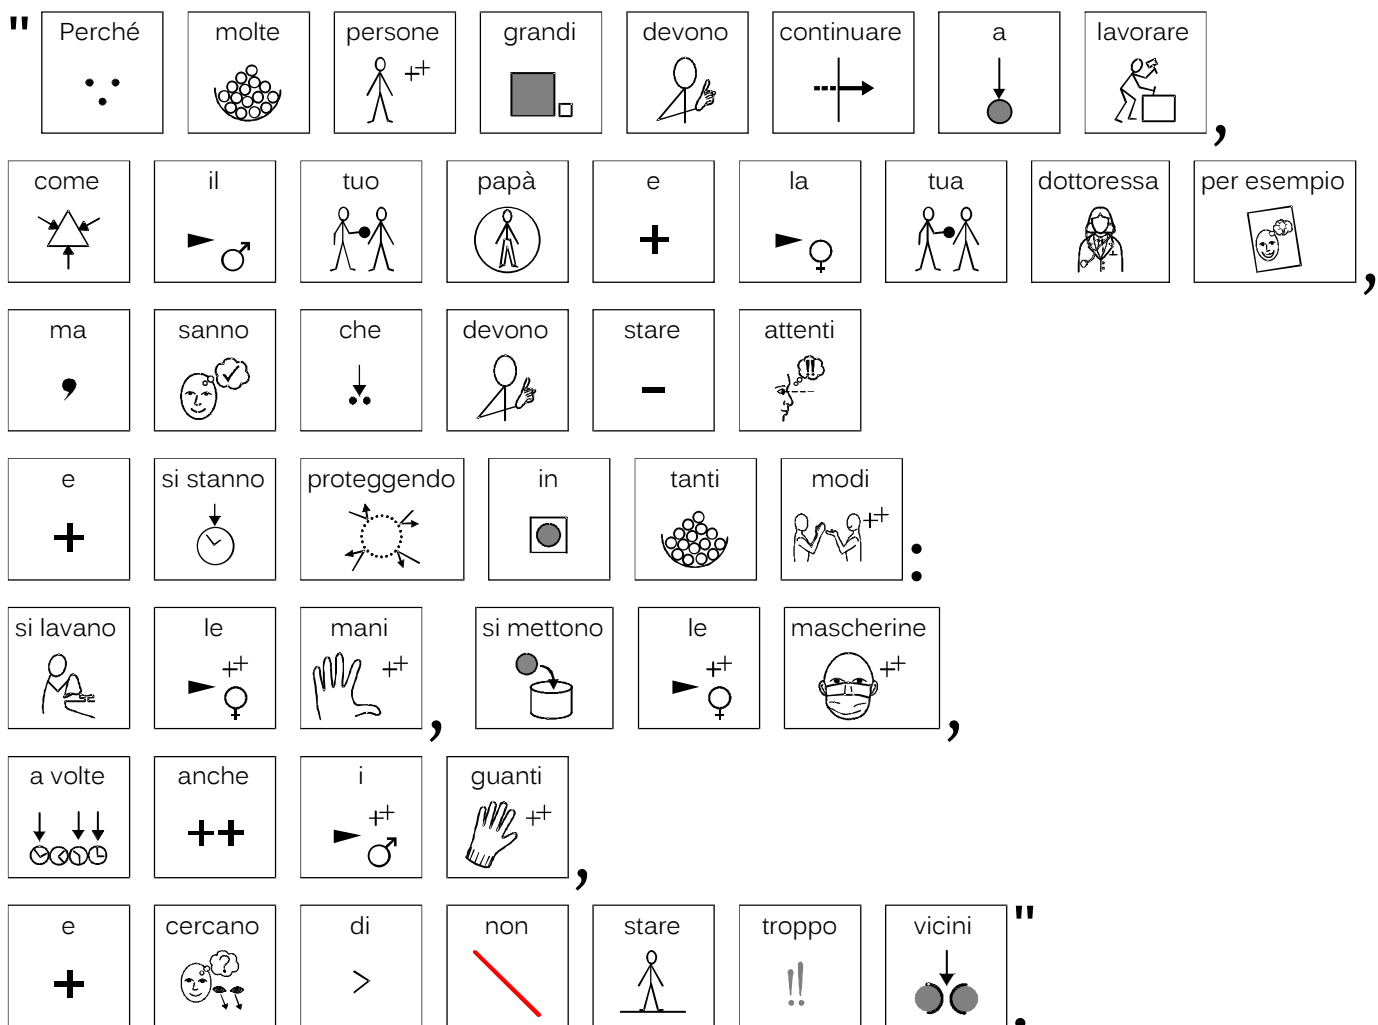 "Perché molte persone grandi devono continuare a lavorare,
come il tuo papà e la tua dottoressa per esempio,
ma sanno che devono stare attenti
e si stanno proteggendo in tanti modi:
si lavano le mani, si mettono le mascherine,
a volte anche i guanti,
e cercano di non stare troppo vicini".